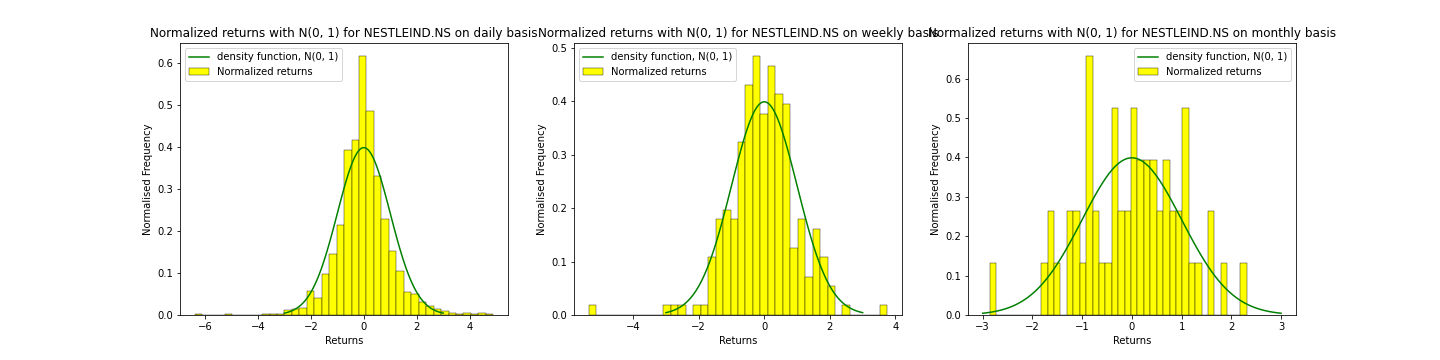 Normalized returns with N(0, 1) for NESTLEIND.NS on daily basis
density function, N(0, 1)
Normalized returns
Normalised Frequency
0.6
0.5
0.4
0.3
0.2
0.1
0.0
−6
−4
−2
0
2
4
Returns
Normalized returns with N(0, 1) for NESTLEIND.NS on weekly basis
density function, N(0, 1)
Normalized returns
Normalised Frequency
0.5
0.4
0.3
0.2
0.1
0.0
−4
−2
0
2
4
Returns
Normalized returns with N(0, 1) for NESTLEIND.NS on monthly basis
density function, N(0, 1)
Normalized returns
Normalised Frequency
0.6
0.5
0.4
0.3
0.2
0.1
0.0
−3
−2
−1
0
1
2
3
Returns